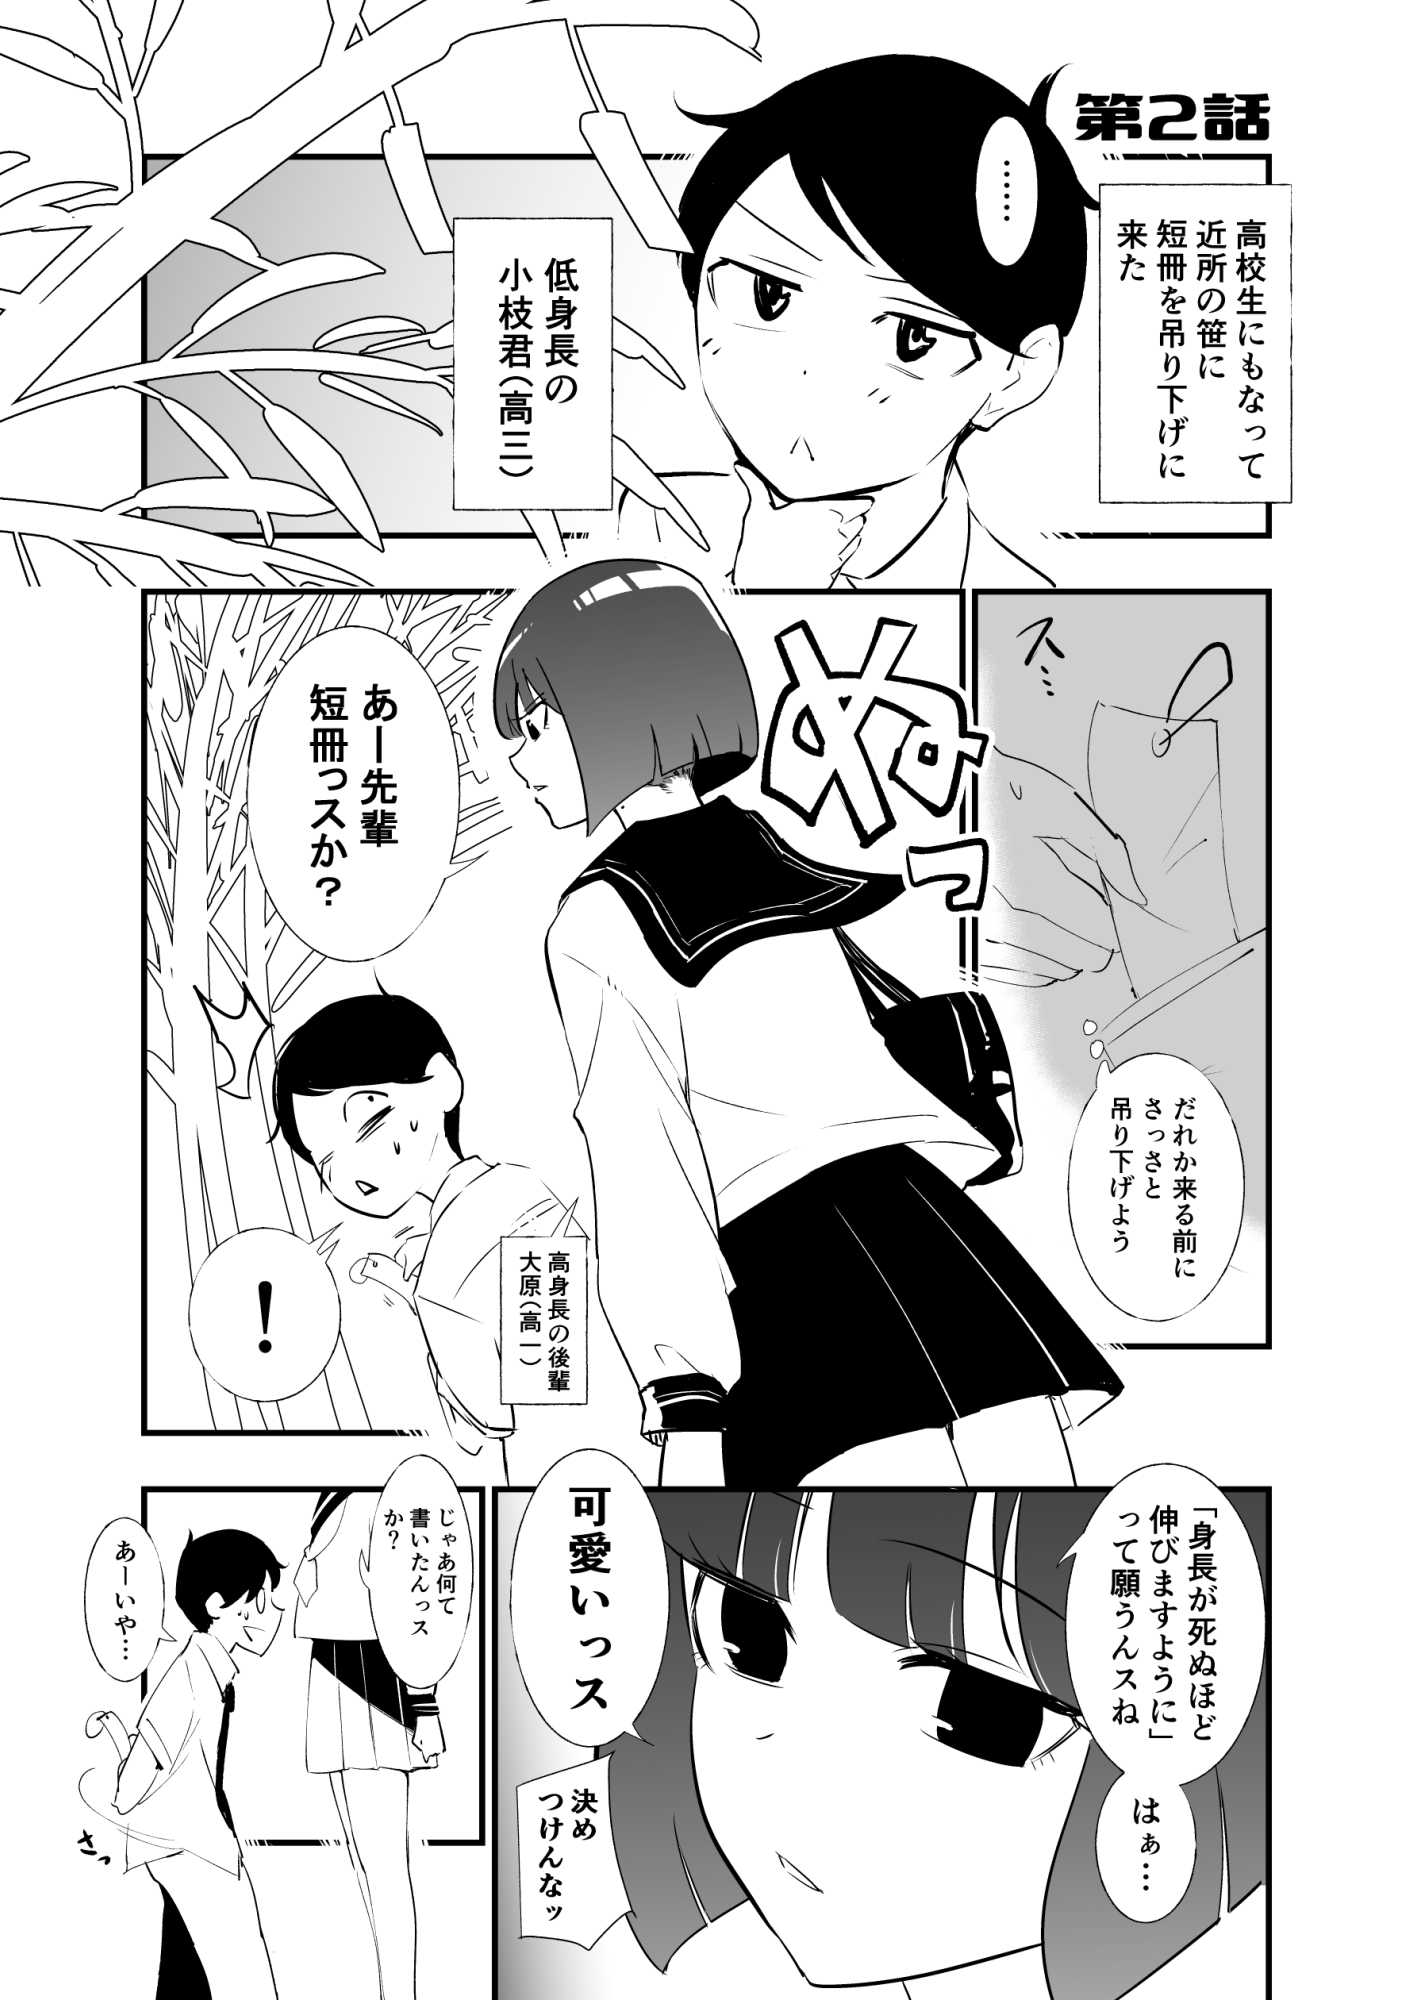 第2話
高校生にもなって
近所の笹に
短冊を吊り下げに
来た
……
低身長の
小枝君(高三)
ス…
だれか来る前に
さっさと
吊り下げよう
ぬょっ
あー先輩
短冊っスか?
高身長の後輩
大原(高一)
!
「身長が死ぬほど
伸びますように」
って願うんスね
はぁ…
可愛いっス
決め
つけんなッ
じゃあ何て
書いたんっス
か?
あーいや…
さっ